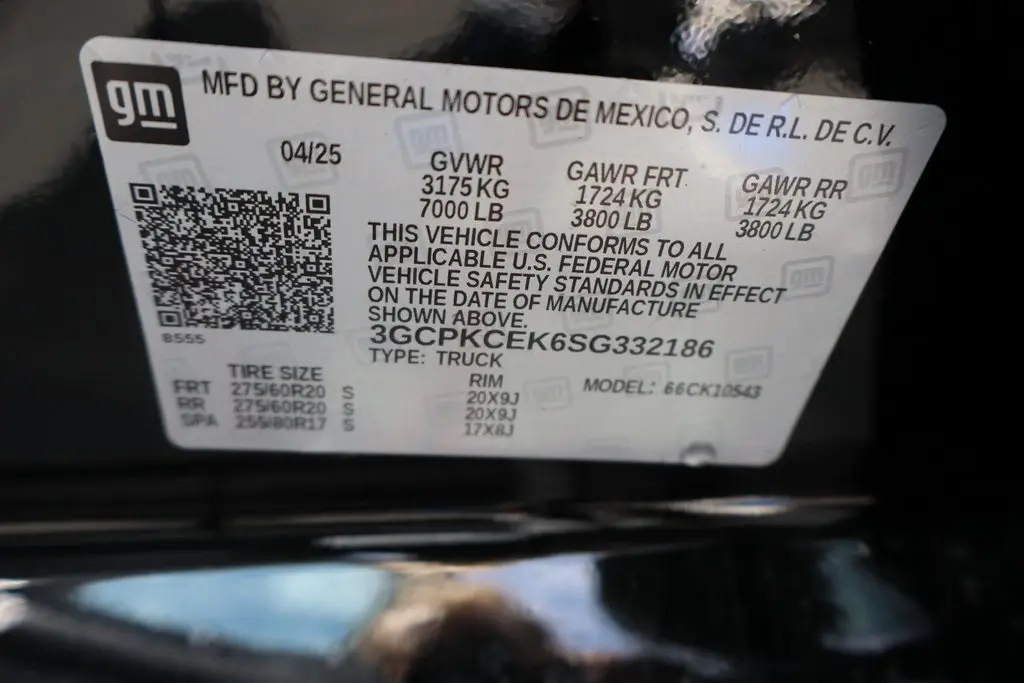 gm
MFD BY GENERAL MOTORS DE MEXICO, S. DE R.L. DE C.V.
04/25
GVWR GAWR FRT GAWR RR
3175 KG 1724 KG 1724 KG
7000 LB 3800 LB 3800 LB
THIS VEHICLE CONFORMS TO ALL
APPLICABLE U.S. FEDERAL MOTOR
VEHICLE SAFETY STANDARDS IN EFFECT
ON THE DATE OF MANUFACTURE
SHOWN ABOVE.
8555
3GCPKCEK6SG332186
TYPE: TRUCK
TIRE SIZE RIM MODEL: 66CK10543
FRT 275/60R20 S 20X9J
RR 275/60R20 S 20X9J
SPA 255/80R17 S 17X8J